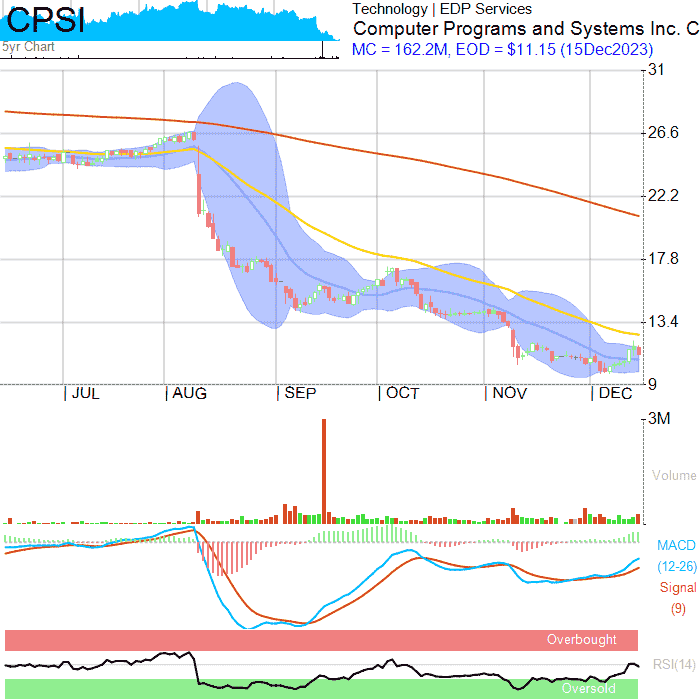 CPSI
5yr Chart
Technology | EDP Services
Computer Programs and Systems Inc. C
MC = 162.2M, EOD = $11.15 (15Dec2023)
31
26.6
22.2
17.8
13.4
9
JUL
AUG
SEP
OCT
NOV
DEC
3M
Volume
MACD
(12-26)
Signal
(9)
Overbought
RSI(14)
Oversold